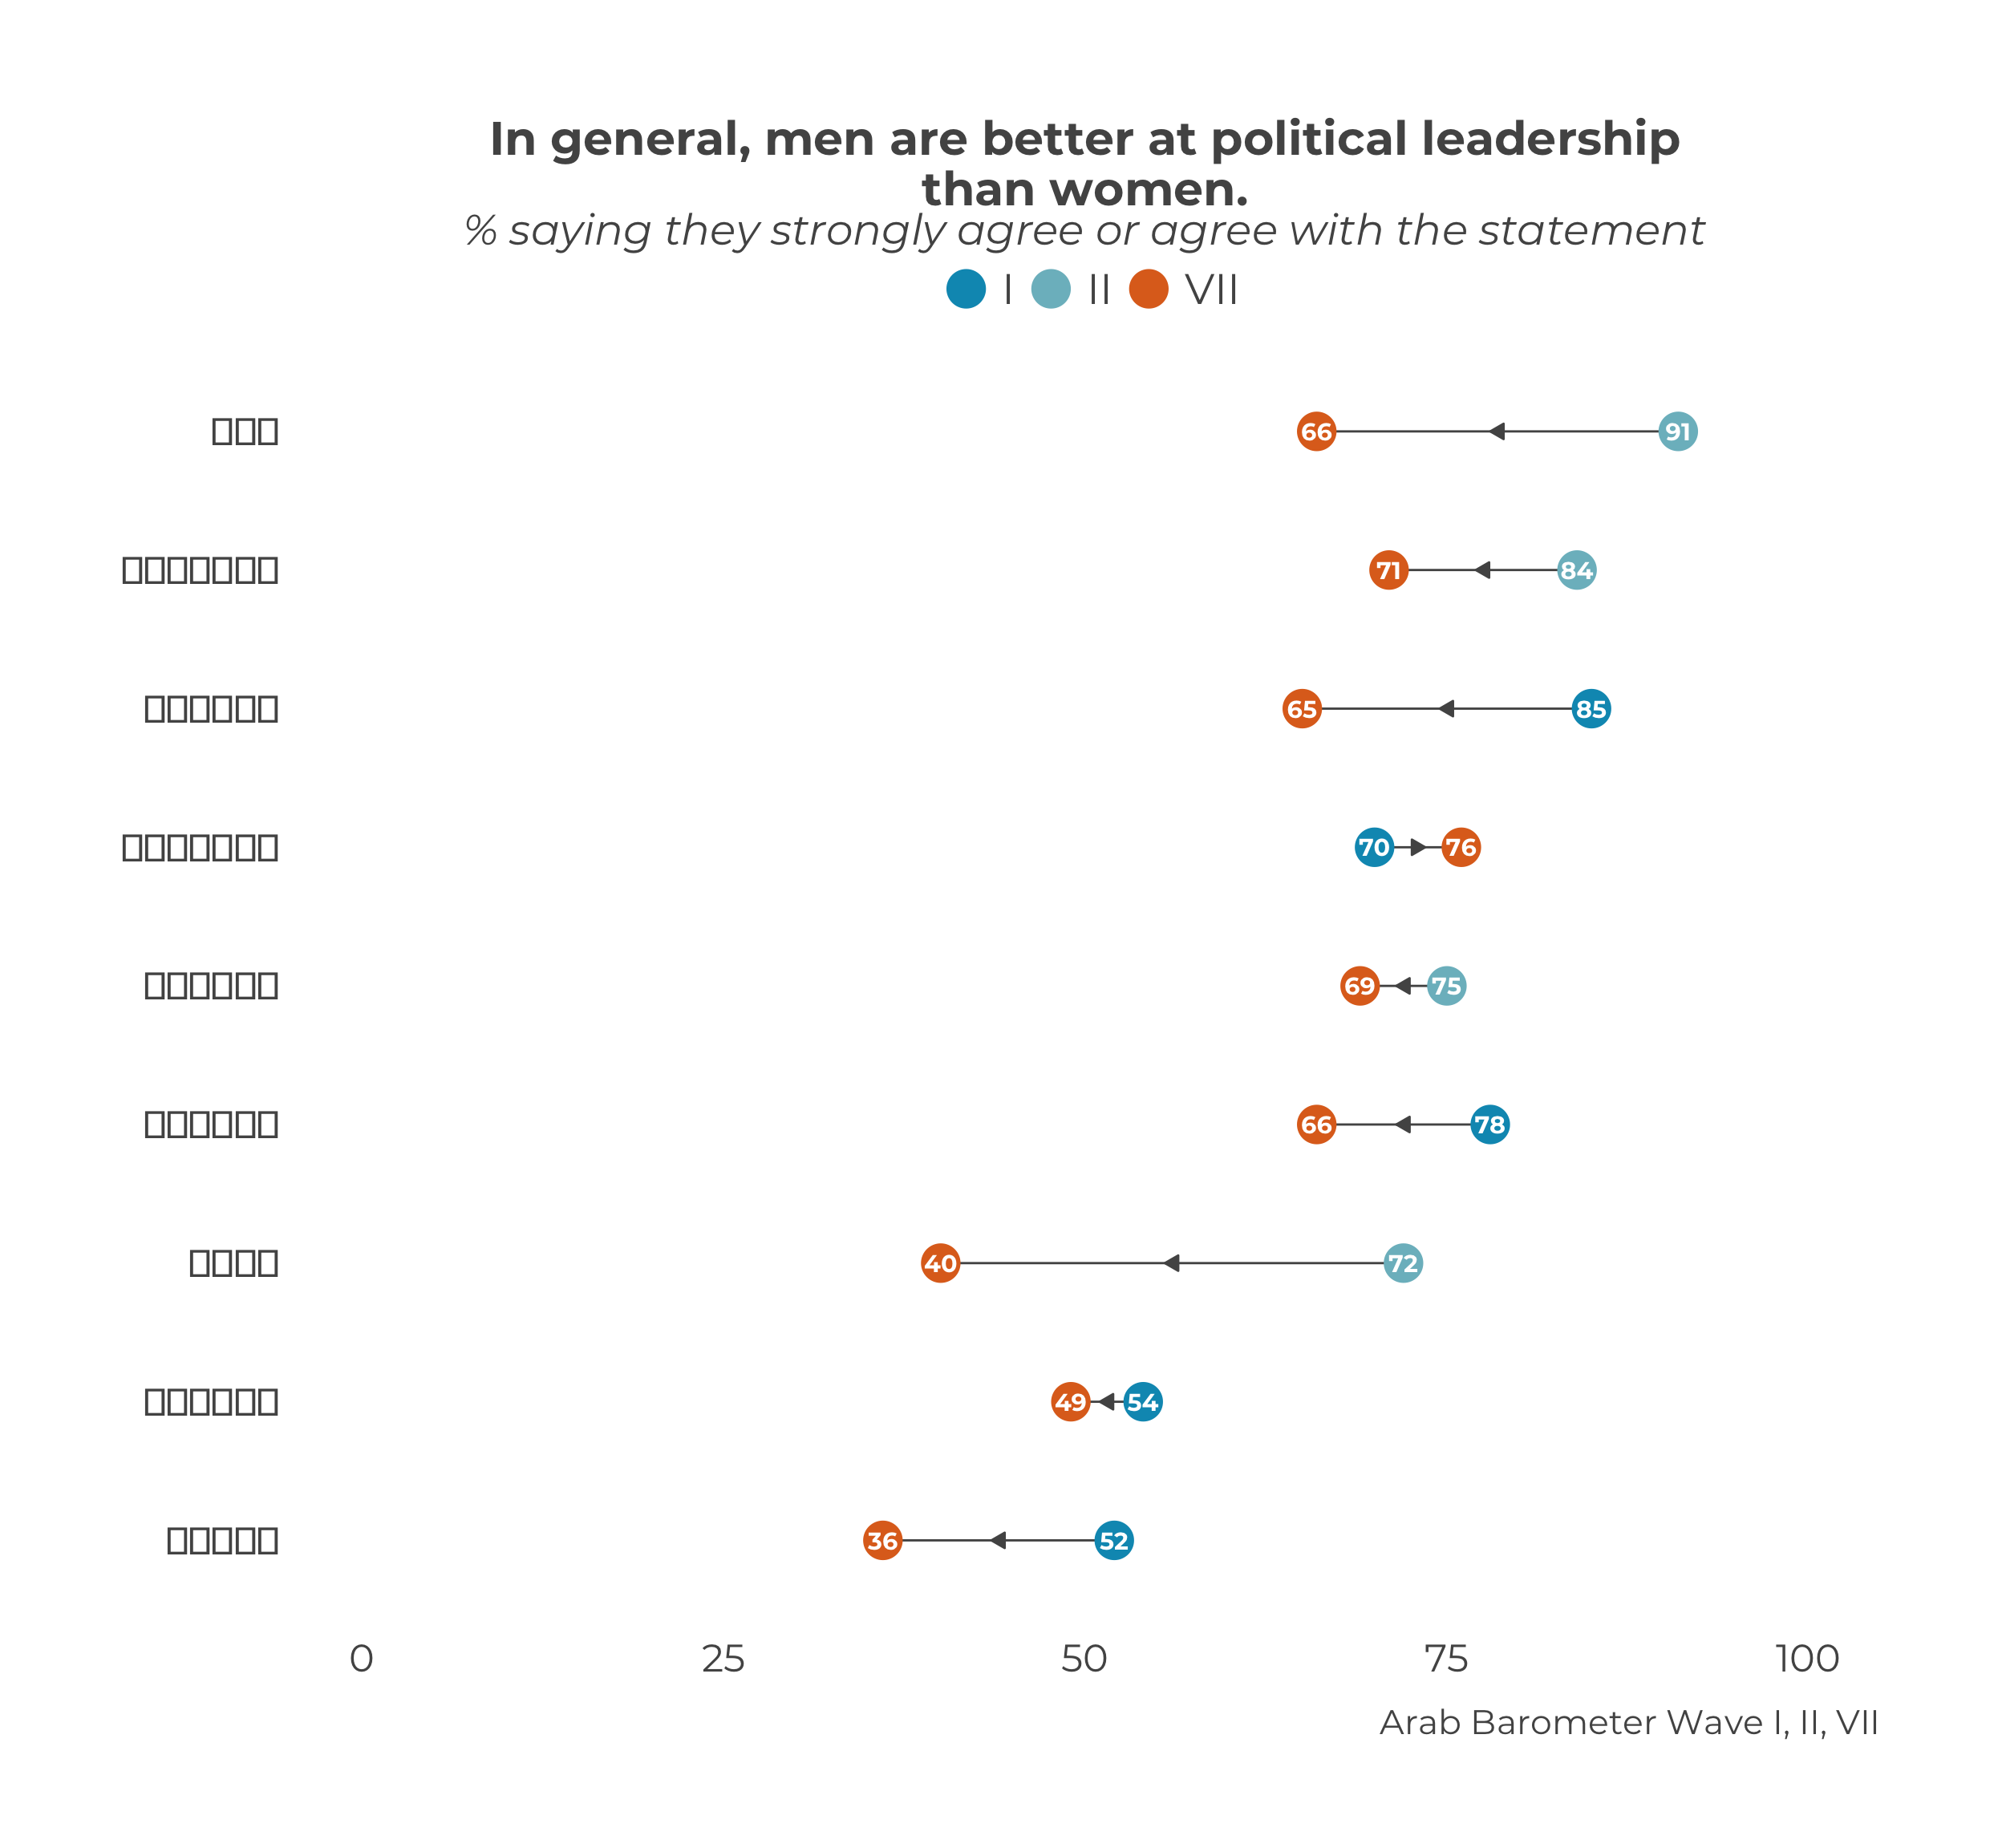 In general, men are better at political leadership
than women.
% saying they strongly agree or agree with the statement
I II VII
66 91
71 84
65 85
70 76
69 75
66 78
40 72
49 54
36 52
0 25 50 75 100
Arab Barometer Wave I, II, VII